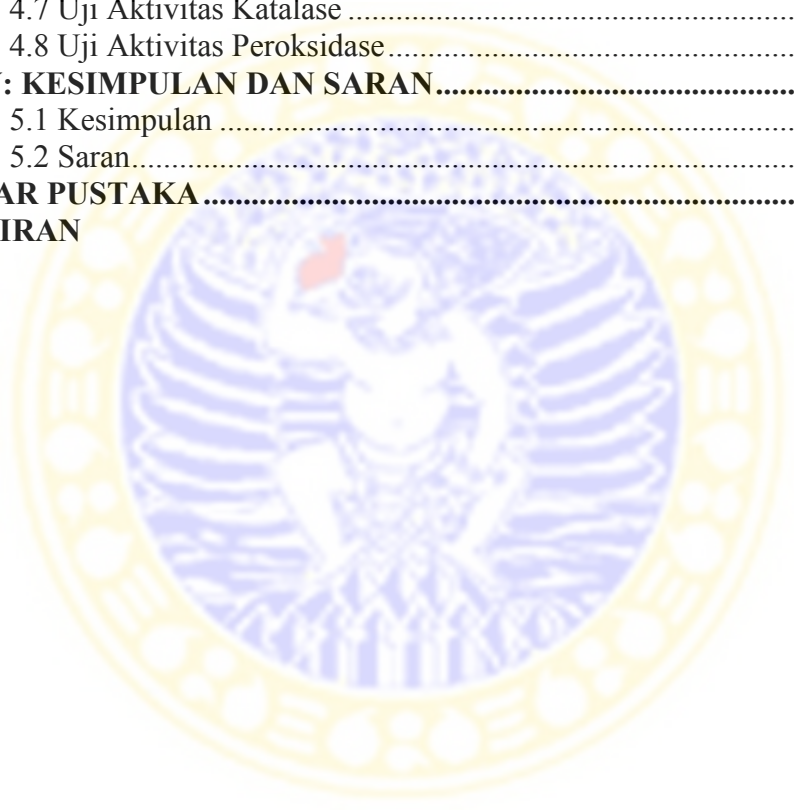 4.7 Uji Aktivitas Katalase ........................................................
4.8 Uji Aktivitas Peroksidase...................................................
: KESIMPULAN DAN SARAN.............................................
5.1 Kesimpulan ........................................................................
5.2 Saran...................................................................................
AR PUSTAKA..........................................................................
IRAN